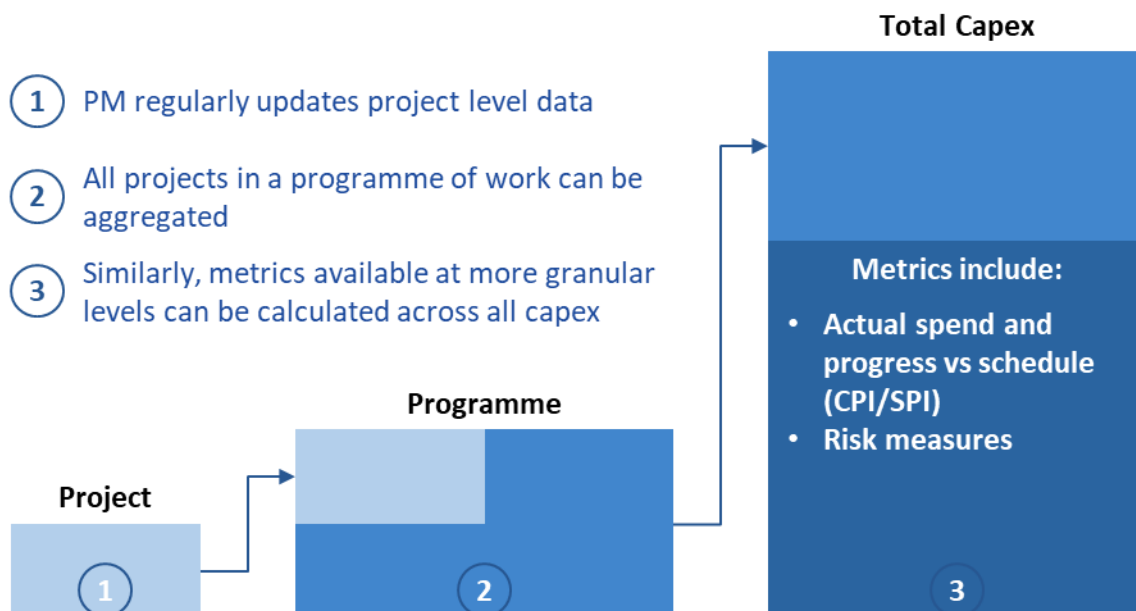 Total Capex
1 PM regularly updates project level data
2 All projects in a programme of work can be
aggregated
3 Similarly, metrics available at more granular
levels can be calculated across all capex
Metrics include:
• Actual spend and
progress vs schedule
(CPI/SPI)
• Risk measures
Programme
Project
1
2
3